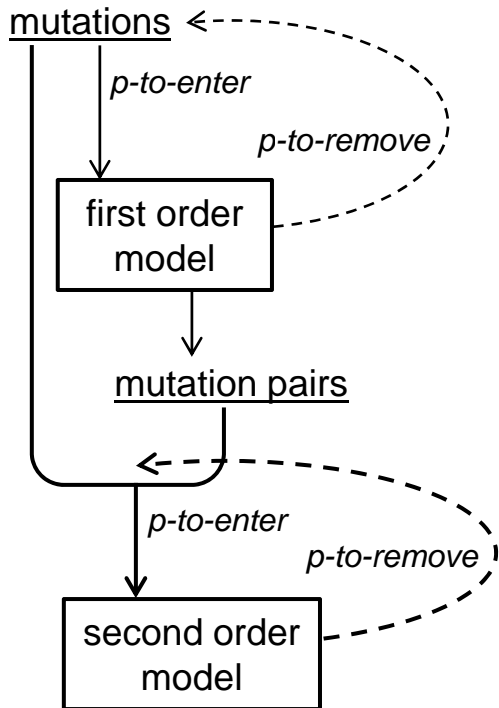 mutations
p-to-enter
p-to-remove
first order
model
mutation pairs
p-to-enter
p-to-remove
second order
model